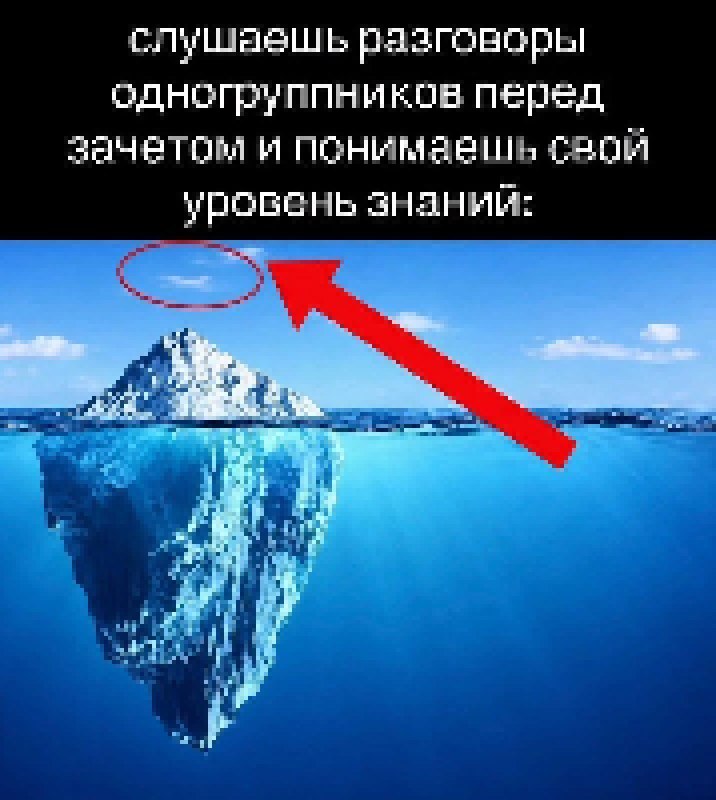 слушаешь разговоры
одногруппников перед
зачетом и понимаешь свой
уровень знаний: